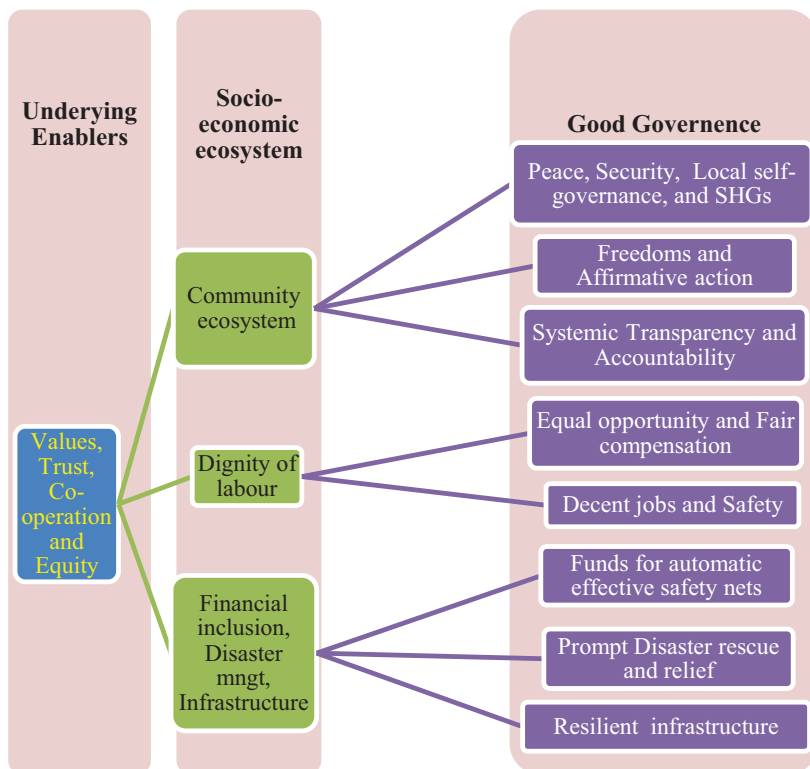 Underying
Enablers
Socio-
economic
ecosystem
Good Governence
Values,
Trust,
Co-
operation
and
Equity
Community
ecosystem
Dignity of
labour
Financial
inclusion,
Disaster
mngt,
Infrastructure
Peace, Security, Local self-
governance, and SHGs
Freedoms and
Affirmative action
Systemic Transparency and
Accountability
Equal opportunity and Fair
compensation
Decent jobs and Safety
Funds for automatic
effective safety nets
Prompt Disaster rescue
and relief
Resilient infrastructure